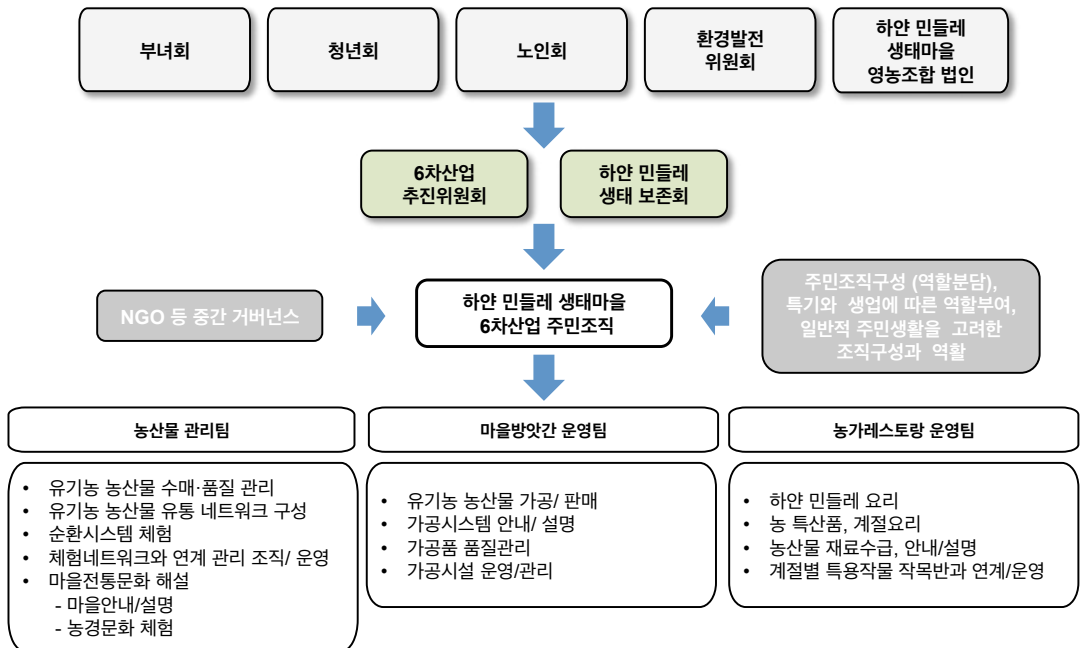 부녀회
청년회
노인회
환경발전
위원회
하얀 민들레
생태마을
영농조합 법인
6차산업
추진위원회
하얀 민들레
생태 보존회
NGO 등 중간 거버넌스
하얀 민들레 생태마을
6차산업 주민조직
주민조직구성 (역할분담),
특기와 생업에 따른 역할부여,
일반적 주민생활을 고려한
조직구성과 역활
농산물 관리팀
• 유기농 농산물 수매·품질 관리
• 유기농 농산물 유통 네트워크 구성
• 순환시스템 체험
• 체험네트워크와 연계 관리 조직/ 운영
• 마을전통문화 해설
- 마을안내/설명
- 농경문화 체험
마을방앗간 운영팀
• 유기농 농산물 가공/ 판매
• 가공시스템 안내/ 설명
• 가공품 품질관리
• 가공시설 운영/관리
농가레스토랑 운영팀
• 하얀 민들레 요리
• 농 특산품, 계절요리
• 농산물 재료수급, 안내/설명
• 계절별 특용작물 작목반과 연계/운영